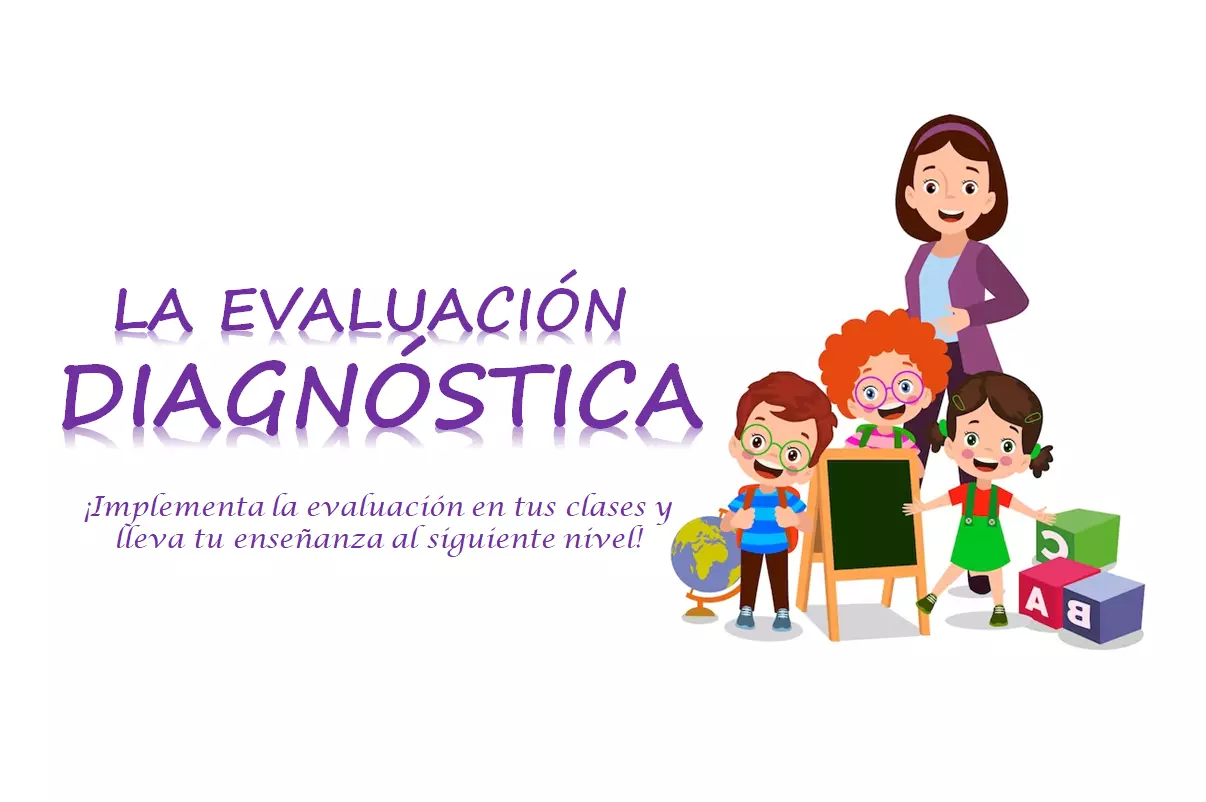 LA EVALUACIÓN
DIAGNÓSTICA
¡Implementa la evaluación en tus clases y
lleva tu enseñanza al siguiente nivel!
C
A B